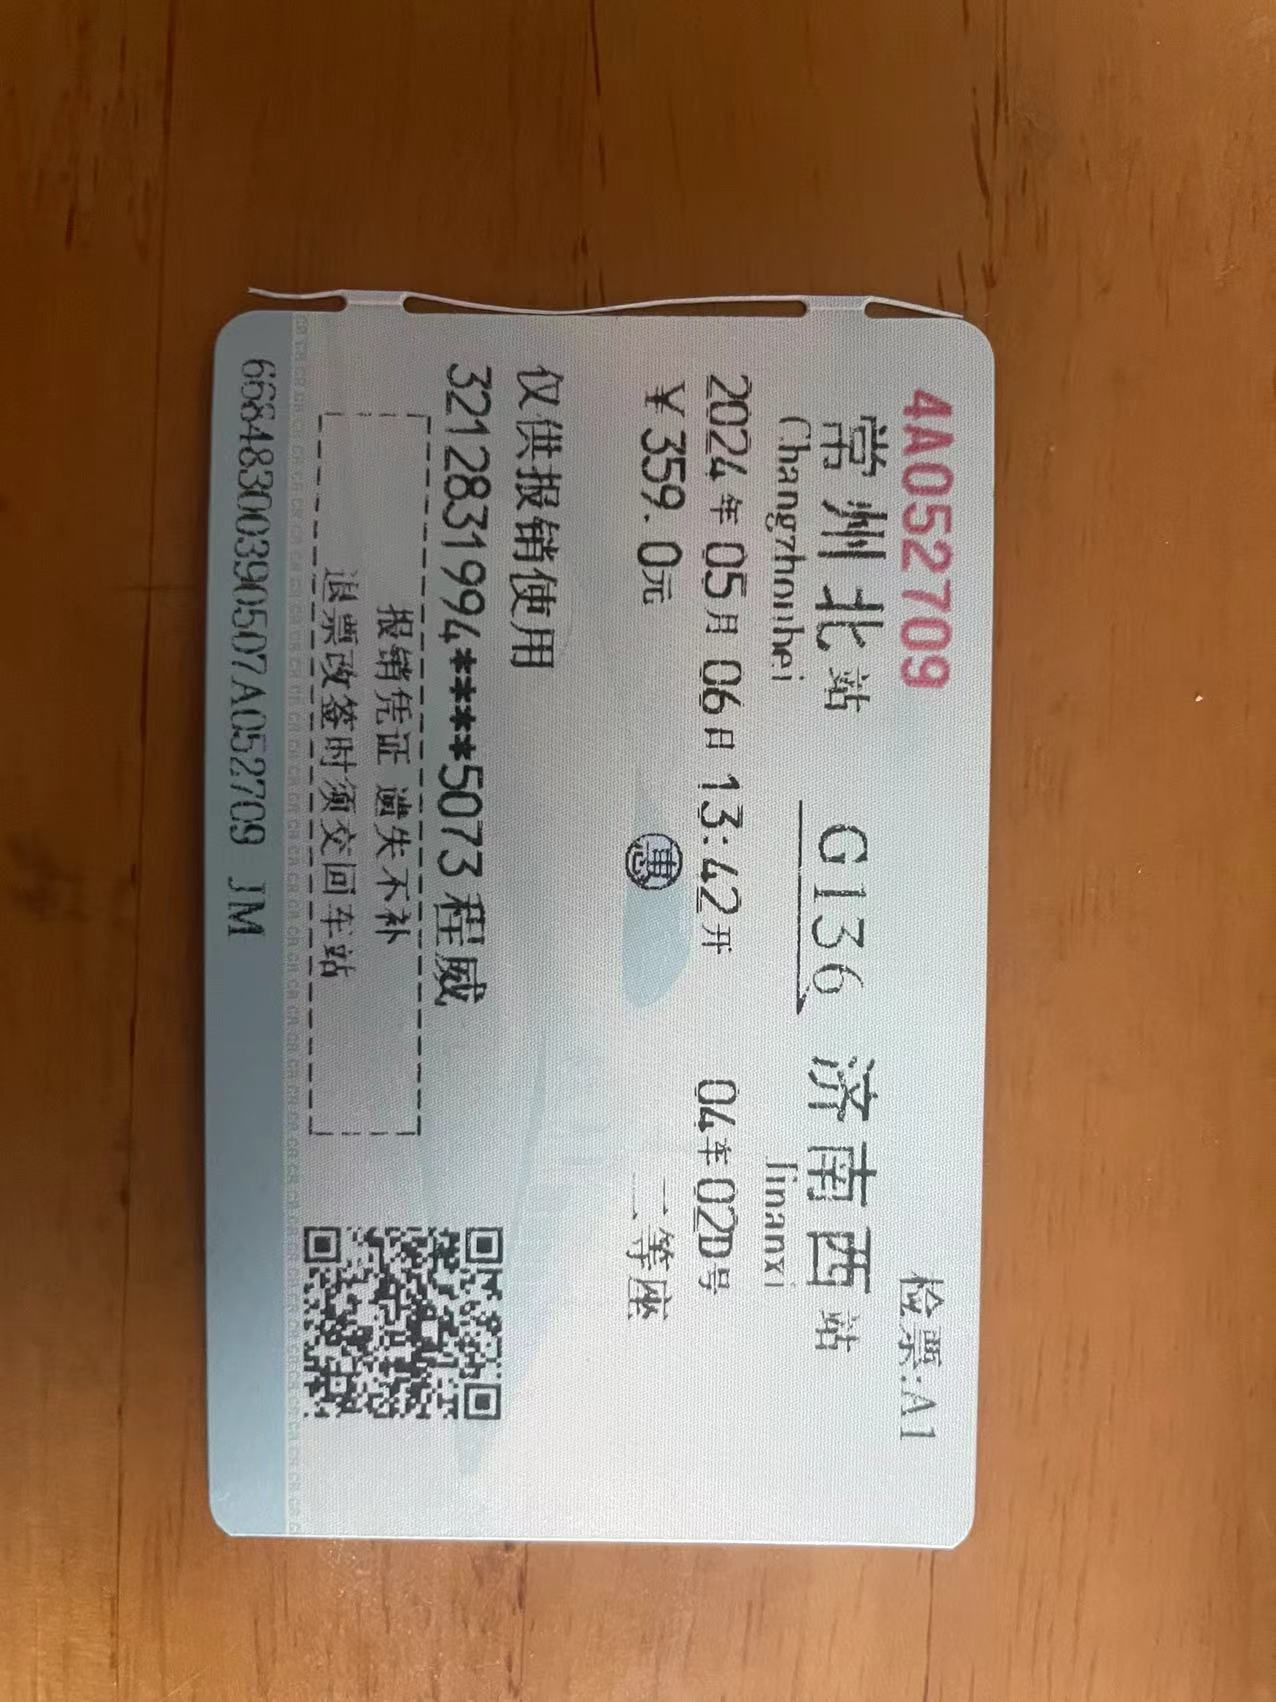 4A052709 检票:A1
常州北站 G136 济南西站
Changzhoubei Jinanxi
2024年05月06日13:42开 04车02D号
￥359.0元 惠 二等座
仅供报销使用
3212831994****5073程威
报销凭证 遗失不补
退票改签时须交回车站
66848300390507A052709 JM